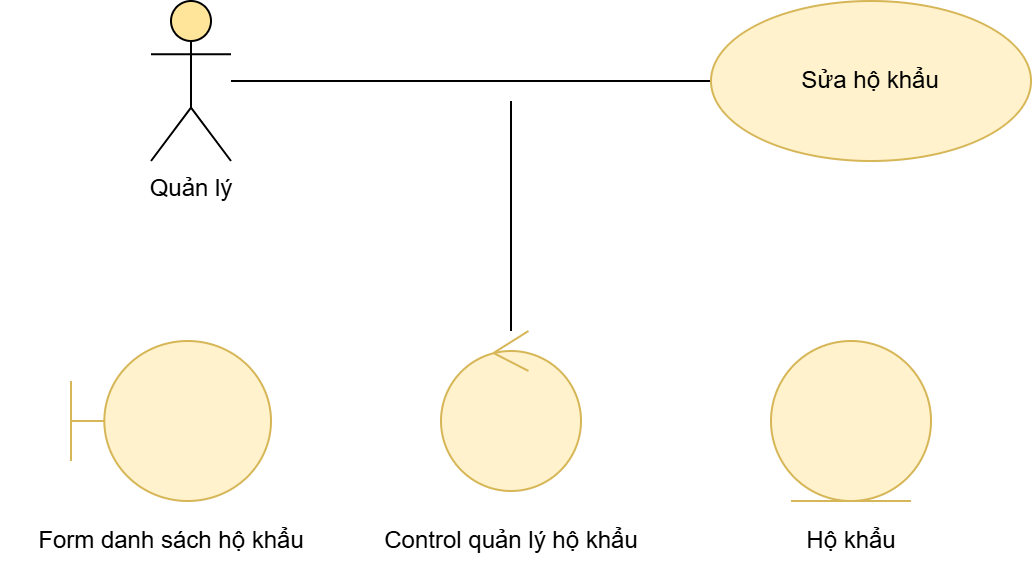 Sửa hộ khẩu
Quản lý
Form danh sách hộ khẩu
Control quản lý hộ khẩu
Hộ khẩu